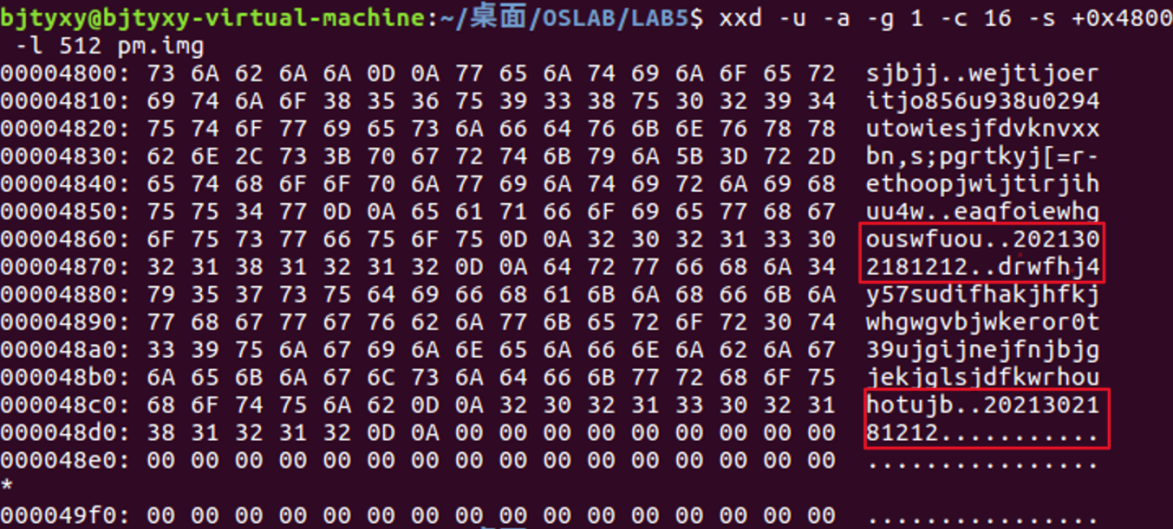 bjtyxy@bjtyxy-virtual-machine:~/桌面/OSLAB/LAB5$ xxd -u -a -g 1 -c 16 -s +0x4800
 -l 512 pm.img
00004800: 73 6A 62 6A 6A 0D 0A 77 65 6A 74 69 6A 6F 65 72  sjbjj..wejtijoer
00004810: 69 74 6A 6F 38 35 36 75 39 33 38 75 30 32 39 34  itjo856u938u0294
00004820: 75 74 6F 77 69 65 73 6A 66 64 76 6B 6E 76 78 78  utowiesjfdvknvxx
00004830: 62 6E 2C 73 3B 70 67 72 74 6B 79 6A 5B 3D 72 2D  bn,s;pgrtkyj[=r-
00004840: 65 74 68 6F 6F 70 6A 77 69 6A 74 69 72 6A 69 68  ethoopjwijtirjih
00004850: 75 75 34 77 0D 0A 65 61 71 66 6F 69 65 77 68 67  uu4w..eaqfoiewhg
00004860: 6F 75 73 77 66 75 6F 75 0D 0A 32 30 32 31 33 30  ouswfuou..202130
00004870: 32 31 38 31 32 31 32 0D 0A 64 72 77 66 68 6A 34  2181212..drwfhj4
00004880: 79 35 37 73 75 64 69 66 68 61 6B 6A 68 66 6B 6A  y57sudifhakjhfkj
00004890: 77 68 67 77 67 76 62 6A 77 6B 65 72 6F 72 30 74  whgwgvbjwkeror0t
000048a0: 33 39 75 6A 67 69 6A 6E 65 6A 66 6E 6A 62 6A 67  39ujgijnejfnjbjg
000048b0: 6A 65 6B 6A 67 6C 73 6A 64 66 6B 77 72 68 6F 75  jekjglsjdfkwrhou
000048c0: 68 6F 74 75 6A 62 0D 0A 32 30 32 31 33 30 32 31  hotujb..20213021
000048d0: 38 31 32 31 32 0D 0A 00 00 00 00 00 00 00 00 00  81212...........
000048e0: 00 00 00 00 00 00 00 00 00 00 00 00 00 00 00 00  ................
*
000049f0: 00 00 00 00 00 00 00 00 00 00 00 00 00 00 00 00  ................